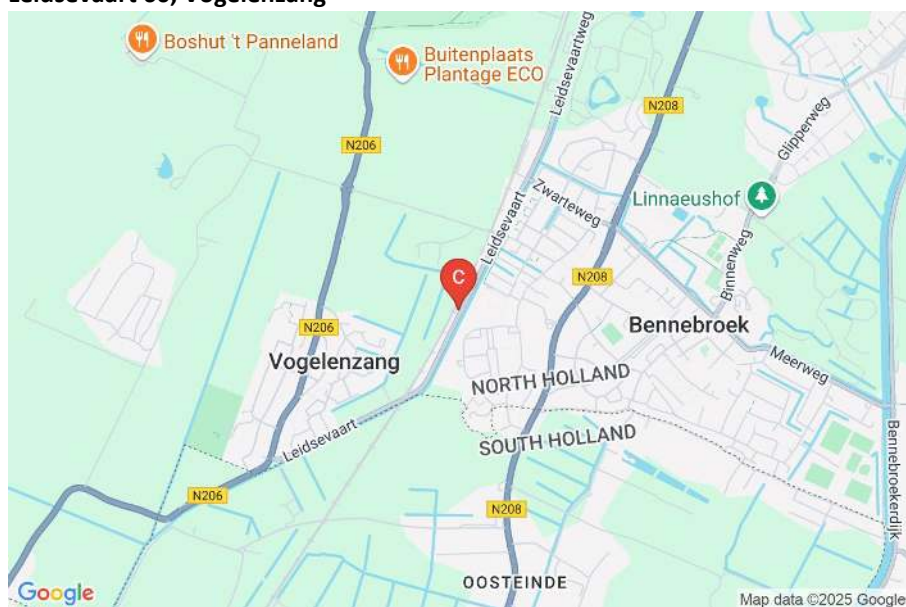 Vogelenzang
Boshut 't Panneland
Buitenplaats
Plantage ECO
Leidsevaartweg
N208
Glipperweg
N206
Zwarteweg
Linnaeushof
Leidsevaart
Binnenweg
C
N208
N206
Bennebroek
Vogelenzang
Meerweg
NORTH HOLLAND
SOUTH HOLLAND
Leidsevaart
Bennebroekerdijk
N206
N208
OOSTEINDE
Google
Map data ©2025 Google